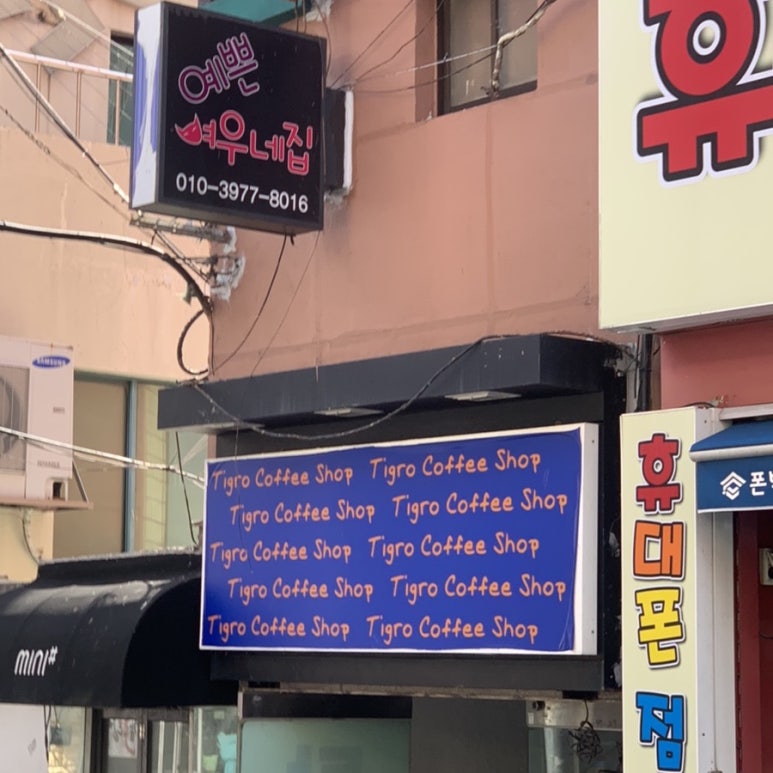 예쁜
여우네집
010-3977-8016
휴
SAMSUNG
Tigro Coffee Shop Tigro Coffee Shop
Tigro Coffee Shop Tigro Coffee Shop
Tigro Coffee Shop Tigro Coffee Shop
Tigro Coffee Shop Tigro Coffee Shop
Tigro Coffee Shop Tigro Coffee Shop
mini#
휴대폰 점
폰